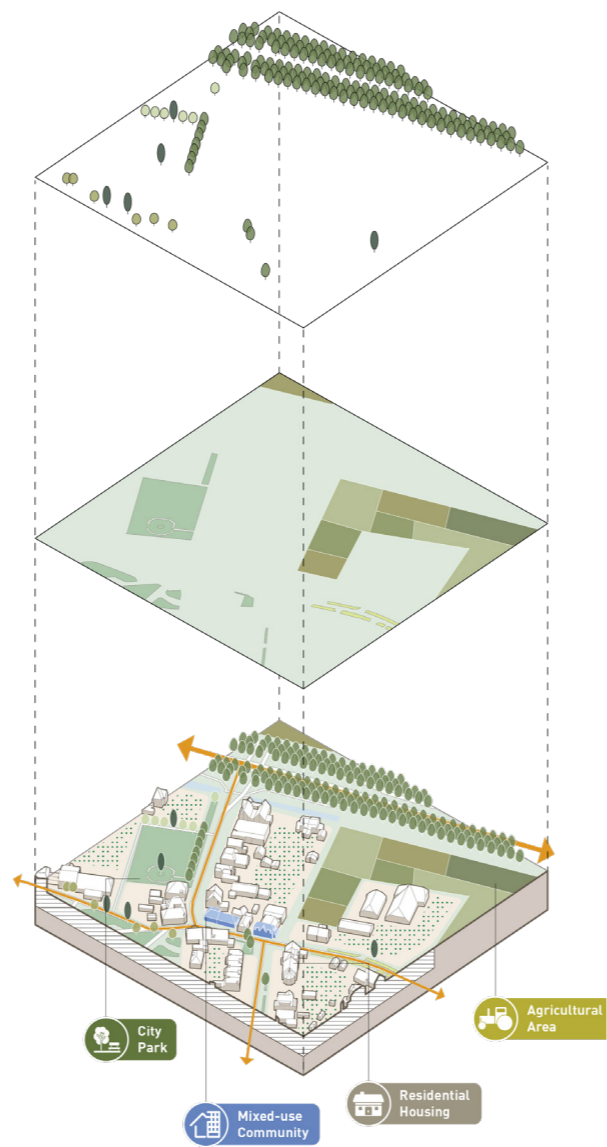 Agricultural
Area
City
Park
Residential
Housing
Mixed-use
Community